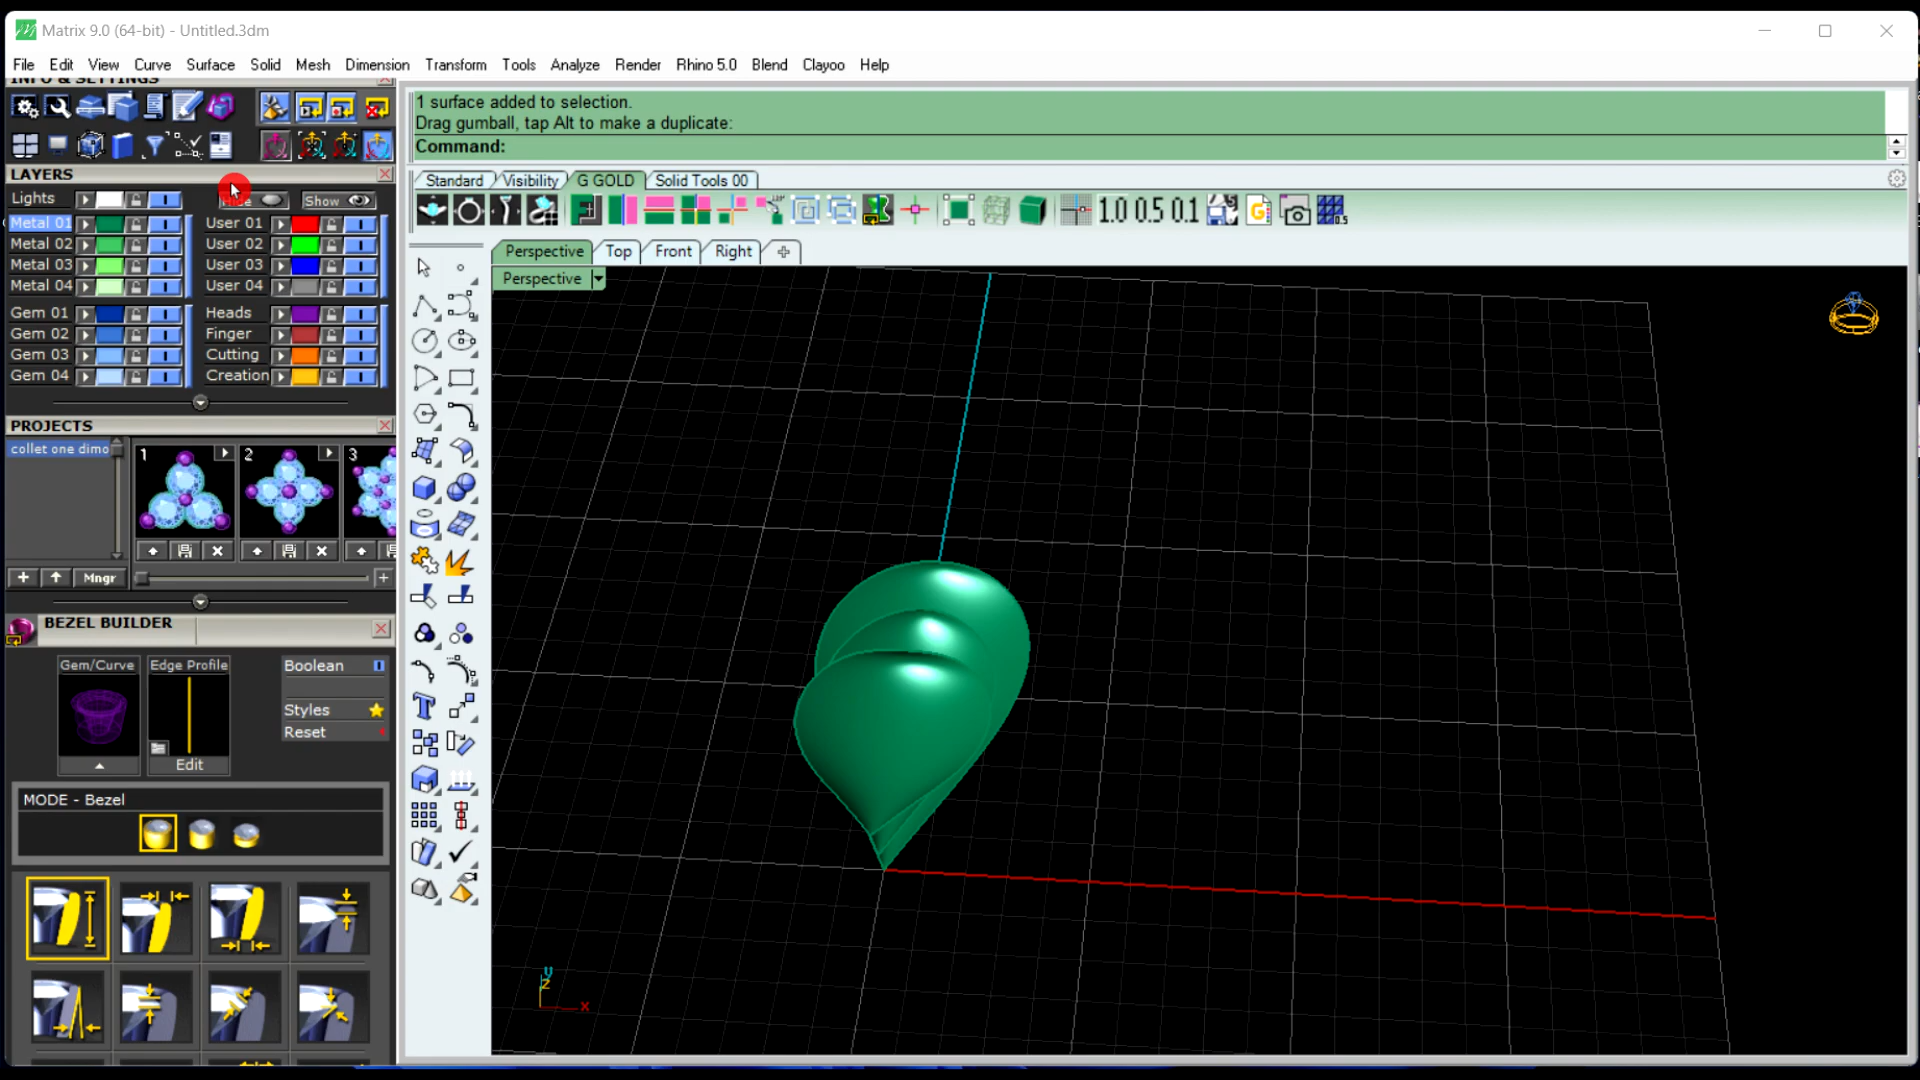 Matrix 9.0 (64-bit) - Untitled.3dm
File Edit View Curve Surface Solid Mesh Dimension Transform Tools Analyze Render Rhino 5.0 Blend Clayoo Help
INFO & SETTINGS
1 surface added to selection.
Drag gumball, tap Alt to make a duplicate:
Command:
LAYERS
Standard Visibility G GOLD Solid Tools 00
Lights Show
Metal 01 User 01
Metal 02 User 02
Metal 03 User 03
Metal 04 User 04
1.0 0.5 0.1 G 0.5
Perspective Top Front Right
Perspective
Gem 01 Heads
Gem 02 Finger
Gem 03 Cutting
Gem 04 Creation
PROJECTS
collet one dimo
1 2 3
Mngr
BEZEL BUILDER
Gem/Curve Edge Profile Boolean
Styles
Reset
Edit
MODE - Bezel
y
z
x